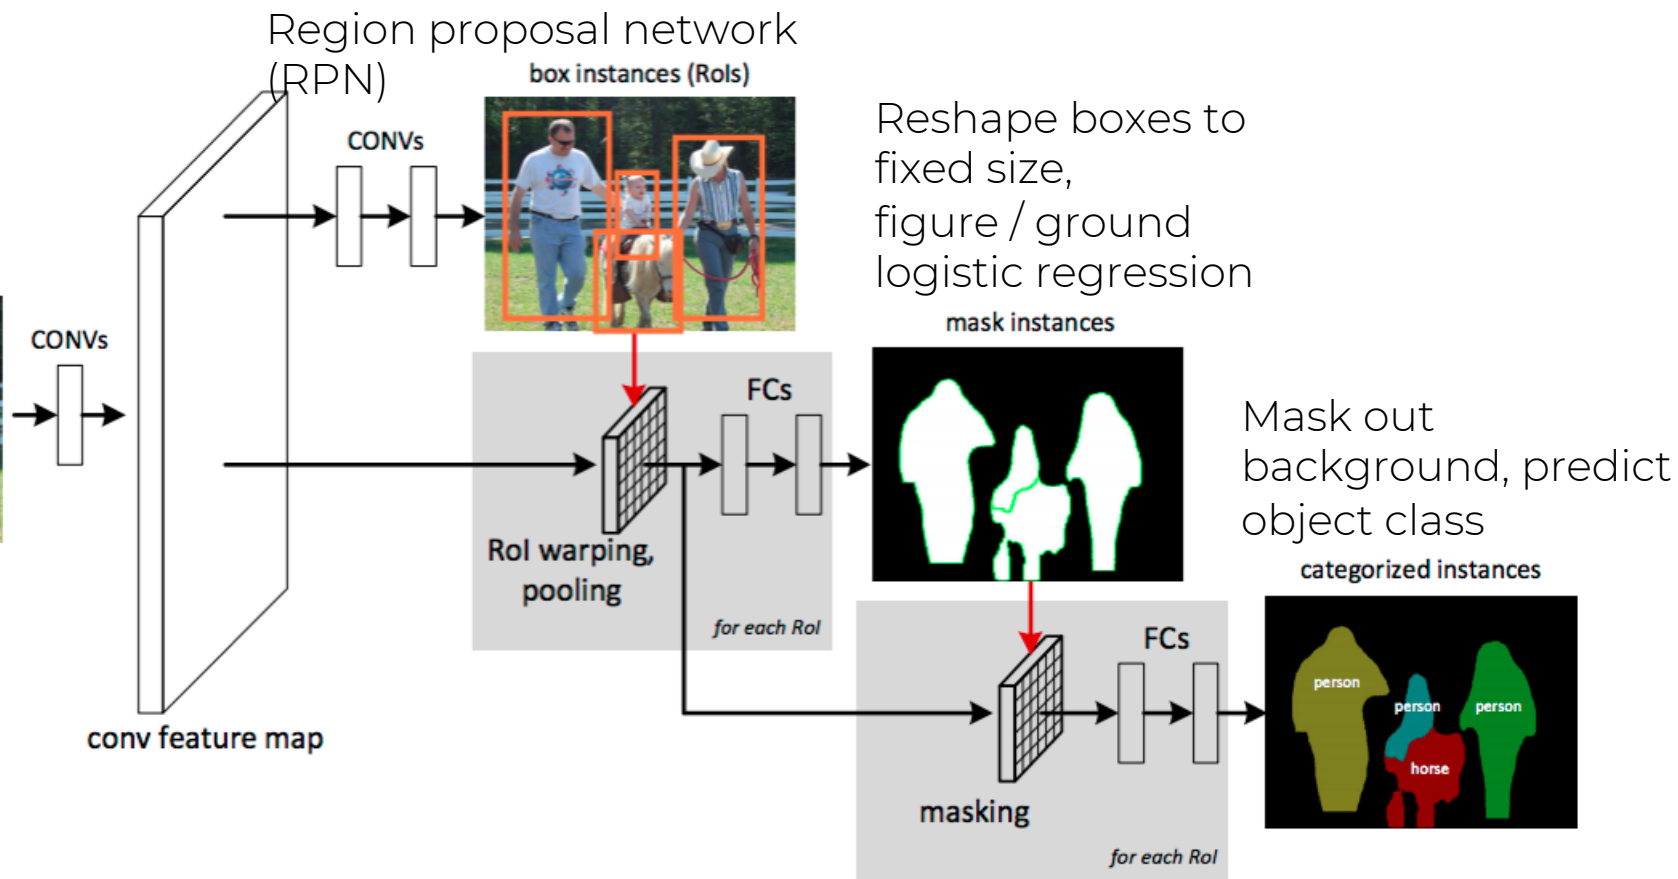 Region proposal network
(RPN)
box instances (RoIs)
CONVs
Reshape boxes to
fixed size,
figure / ground
logistic regression
mask instances
CONVs
FCs
Mask out
background, predict
object class
categorized instances
RoI warping,
pooling
for each RoI
FCs
person
person
person
horse
conv feature map
masking
for each RoI